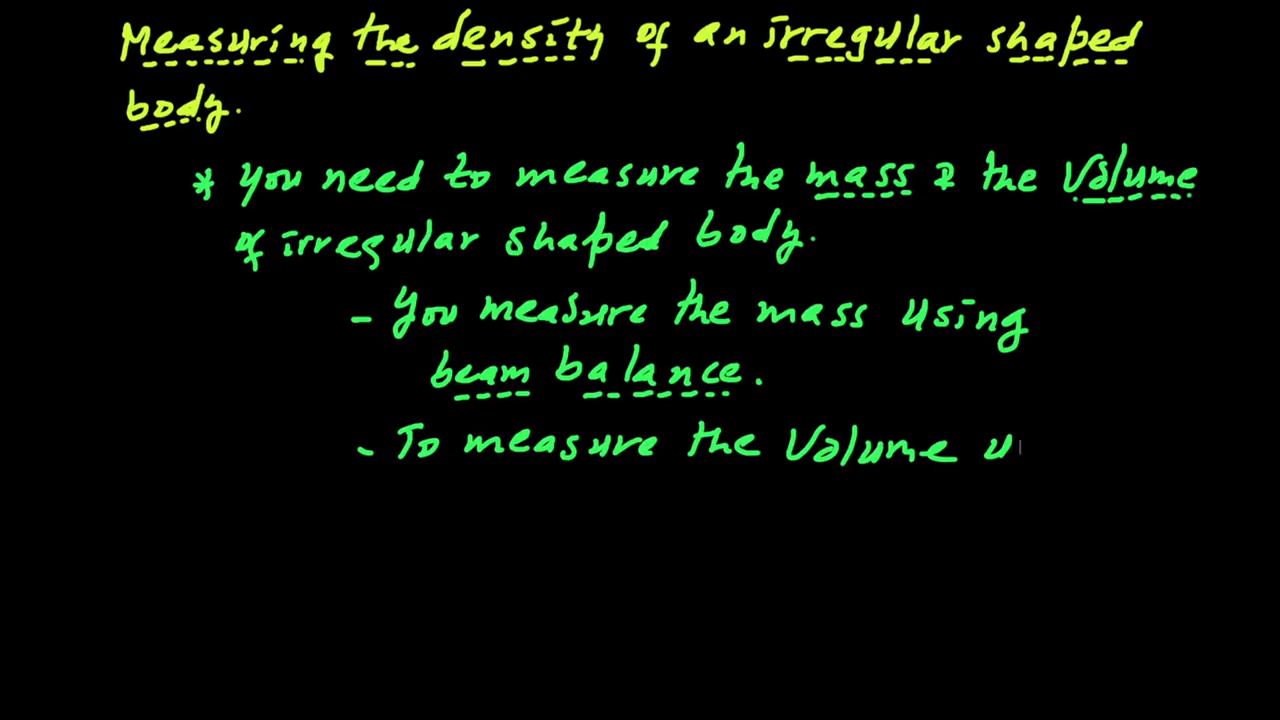 Measuring the density of an irregular shaped
body.
* you need to measure the mass & the Volume
of irregular shaped body.
- You measure the mass using
beam balance.
- To measure the Volume u